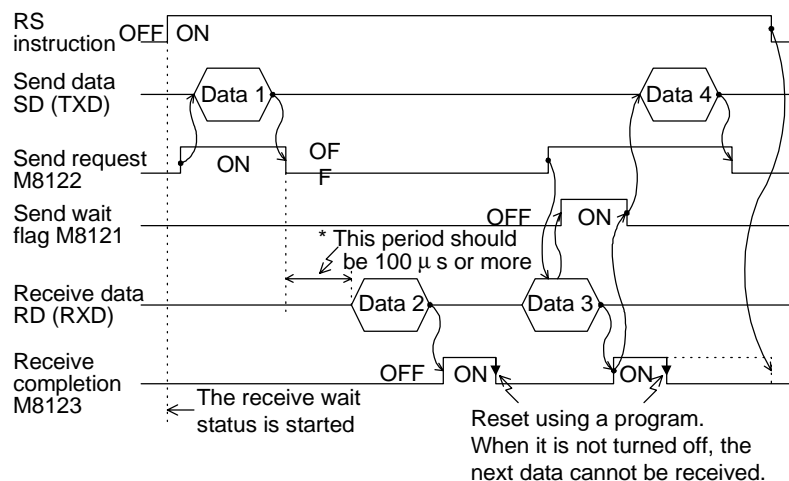 RS
instruction
OFF
ON
Send data
SD (TXD)
Data 1
Data 4
Send request
M8122
ON
OF
F
Send wait
flag M8121
OFF
ON
* This period should
be 100 μ s or more
Receive data
RD (RXD)
Data 2
Data 3
Receive
completion
M8123
OFF
ON
ON
The receive wait
status is started
Reset using a program.
When it is not turned off, the
next data cannot be received.